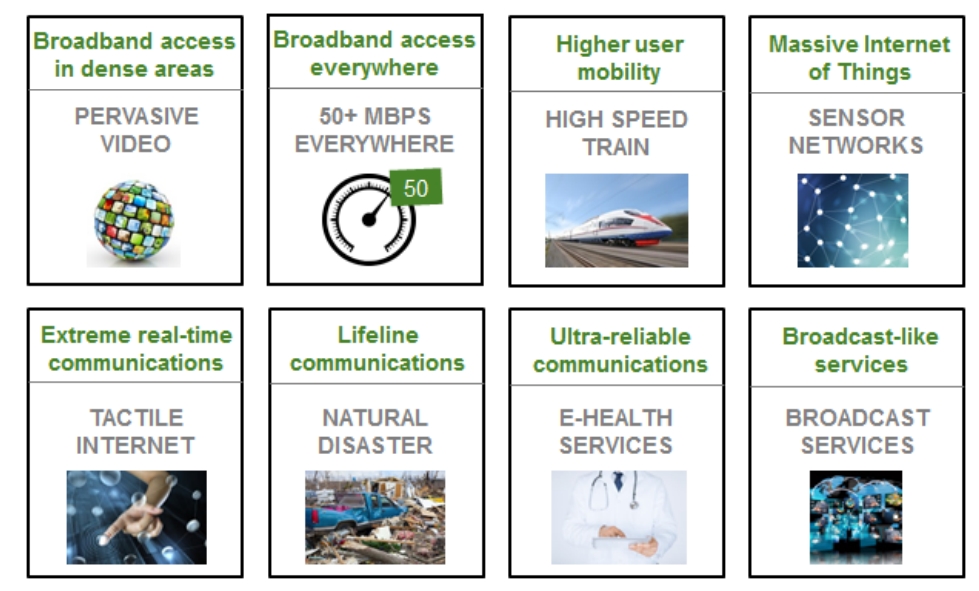 Broadband access
in dense areas
PERVASIVE
VIDEO
Broadband access
everywhere
50+ MBPS
EVERYWHERE
50
Higher user
mobility
HIGH SPEED
TRAIN
Massive Internet
of Things
SENSOR
NETWORKS
Extreme real-time
communications
TACTILE
INTERNET
Lifeline
communications
NATURAL
DISASTER
Ultra-reliable
communications
E-HEALTH
SERVICES
Broadcast-like
services
BROADCAST
SERVICES